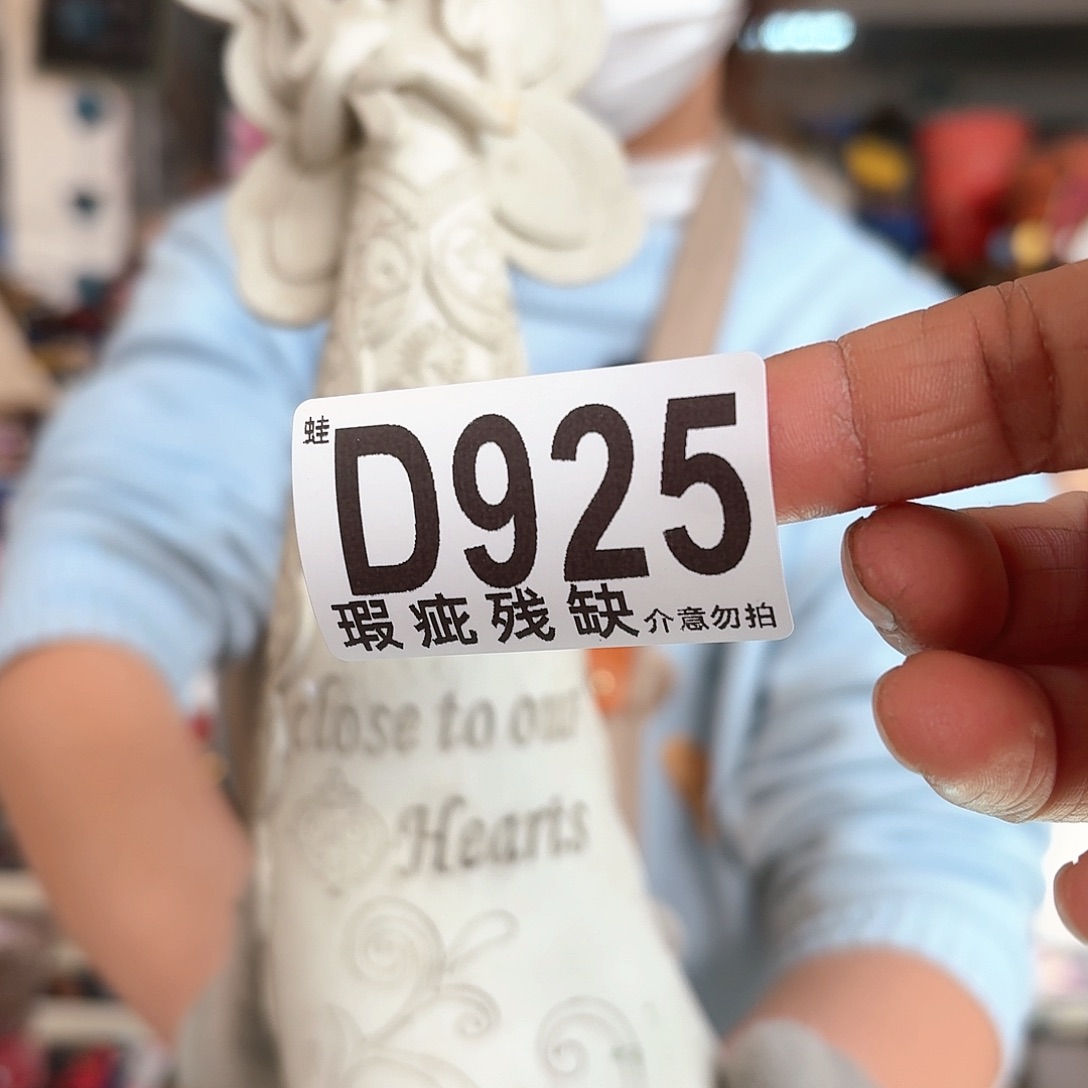 蛙
D925
瑕疵残缺 介意勿拍
close to our
Hearts